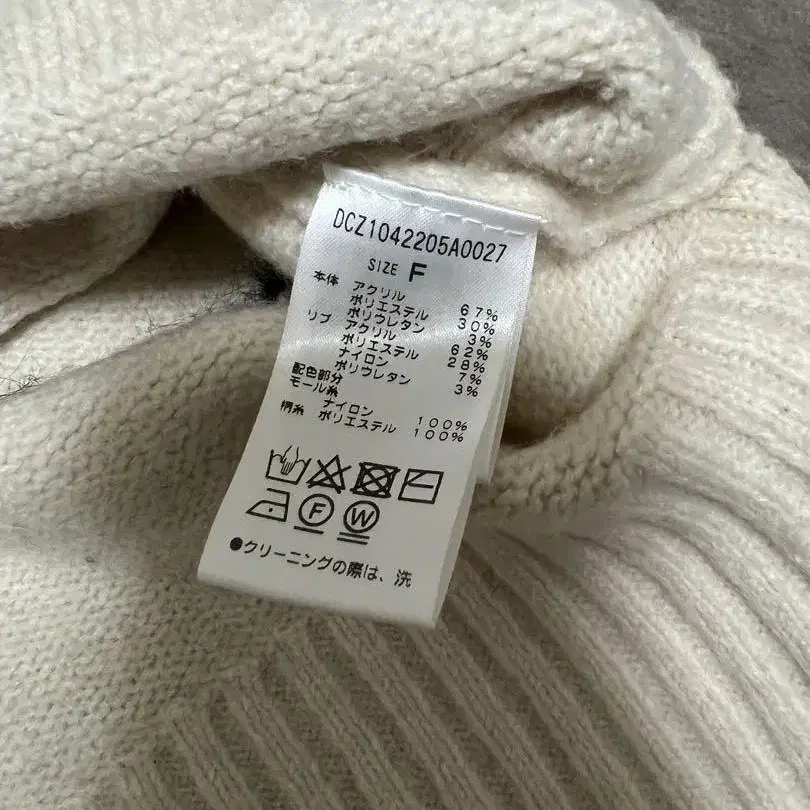 DCZ1042205A0027
SIZE F
本体 アクリル 67%
ポリエステル 30%
ポリウレタン 3%
リブ アクリル 62%
ポリエステル 28%
ナイロン 7%
ポリウレタン 3%
配色部分
モール糸 ナイロン 100%
柄糸 ポリエステル 100%
F W
●クリーニングの際は、洗